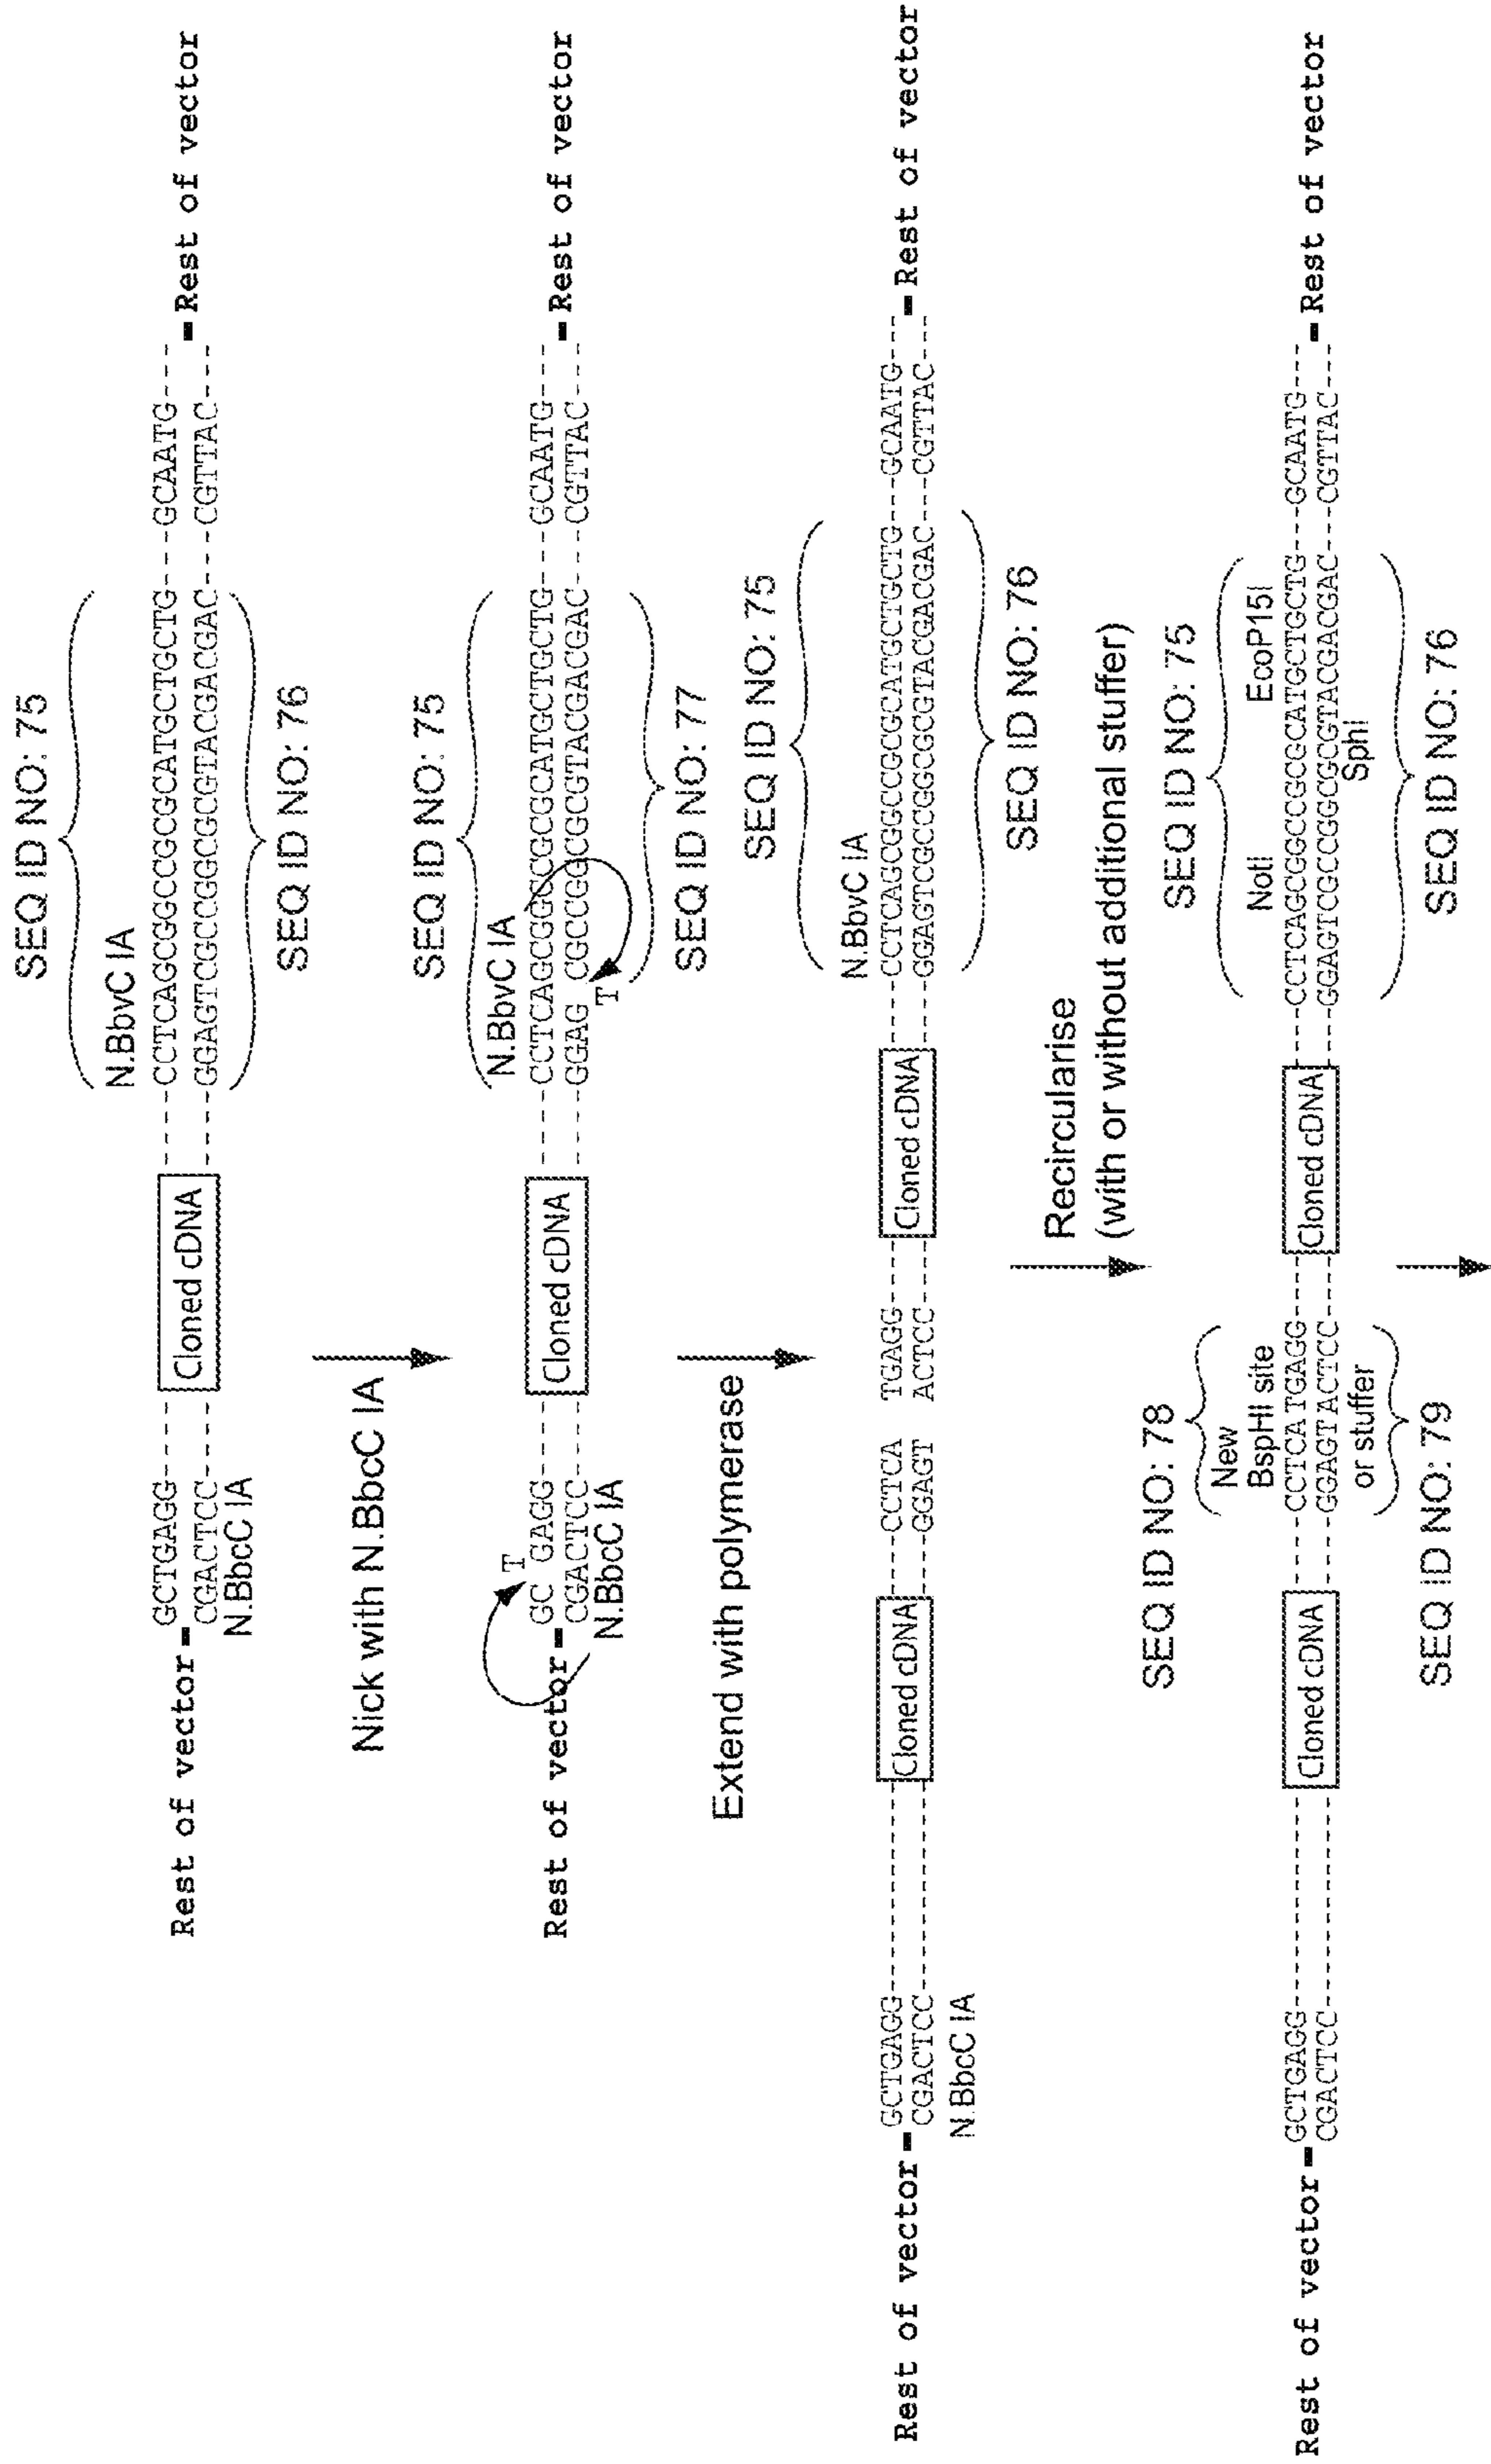 SEQ ID NO: 75
N.BbvC IA
GCTGAGG----Cloned cDNA----CCTCAGCGGCCGCGCATGCTGCTG---GCAATG---
Rest of vector
Rest of vector
CGACTCC----Cloned cDNA----GGAGTCGCCGGCGCGTACGACGAC---CGTTAC---
N.BbcC IA
SEQ ID NO: 76
Nick with N.BbcC IA
SEQ ID NO: 75
N.BbvC IA
T
GC GAGG----Cloned cDNA----CCTCAGCGGCCGCGCATGCTGCTG---GCAATG---
Rest of vector
Rest of vector
CGACTCC----GGAG CGCCGGCGCGTACGACGAC---CGTTAC---
N.BbcC IA
T
SEQ ID NO: 77
Extend with polymerase
SEQ ID NO: 75
N.BbvC IA
GCTGAGG-----------Cloned cDNA----CCTCA TGAGG----Cloned cDNA----CCTCAGCGGCCGCGCATGCTGCTG---GCAATG---
Rest of vector
Rest of vector
CGACTCC-----------GGAGT ACTCC----GGAGTCGCCGGCGCGTACGACGAC---CGTTAC---
N.BbcC IA
SEQ ID NO: 76
Recircularise
(with or without additional stuffer)
SEQ ID NO: 78
SEQ ID NO: 75
New
BspHI site
NotI EcoP15I
GCTGAGG-----------Cloned cDNA----CCTCATGAGG----Cloned cDNA----CCTCAGCGGCCGCGCATGCTGCTG---GCAATG---
Rest of vector
Rest of vector
CGACTCC-----------GGAGTACTCC----GGAGTCGCCGGCGCGTACGACGAC---CGTTAC---
or stuffer
SphI
SEQ ID NO: 79
SEQ ID NO: 76